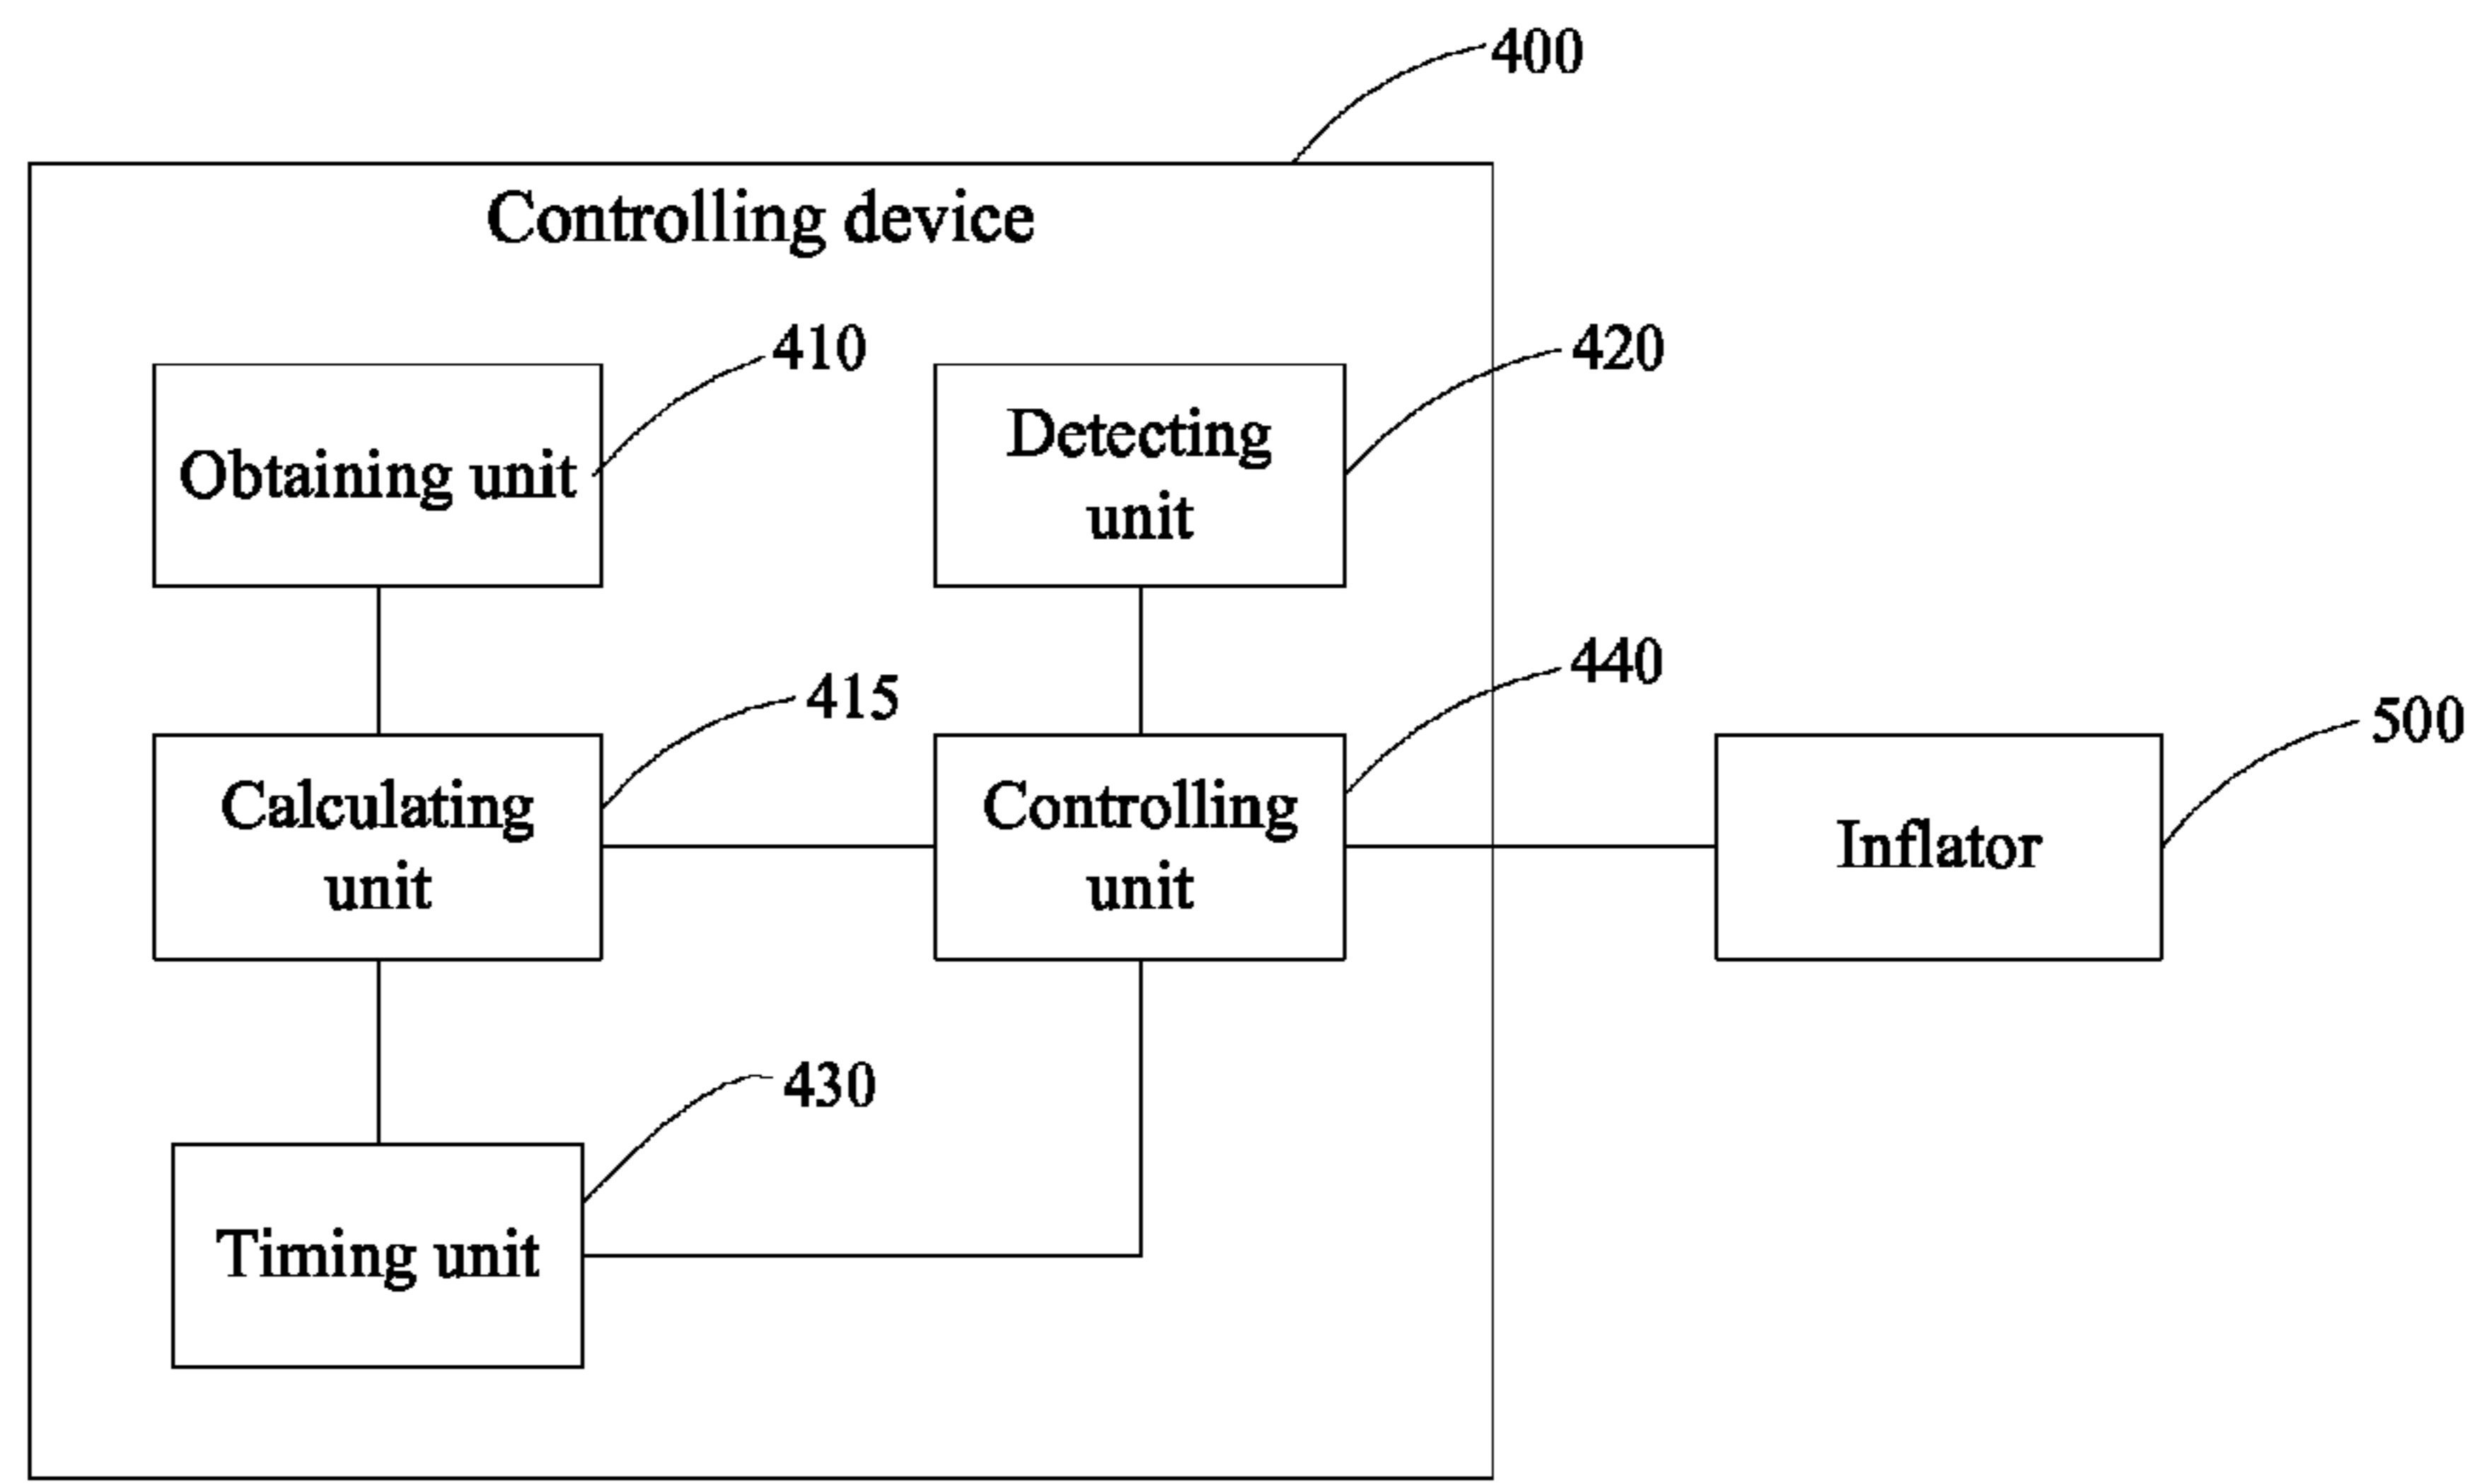 400
Controlling device
410
420
Obtaining unit
Detecting
unit
415
440
500
Calculating
unit
Controlling
unit
Inflator
430
Timing unit